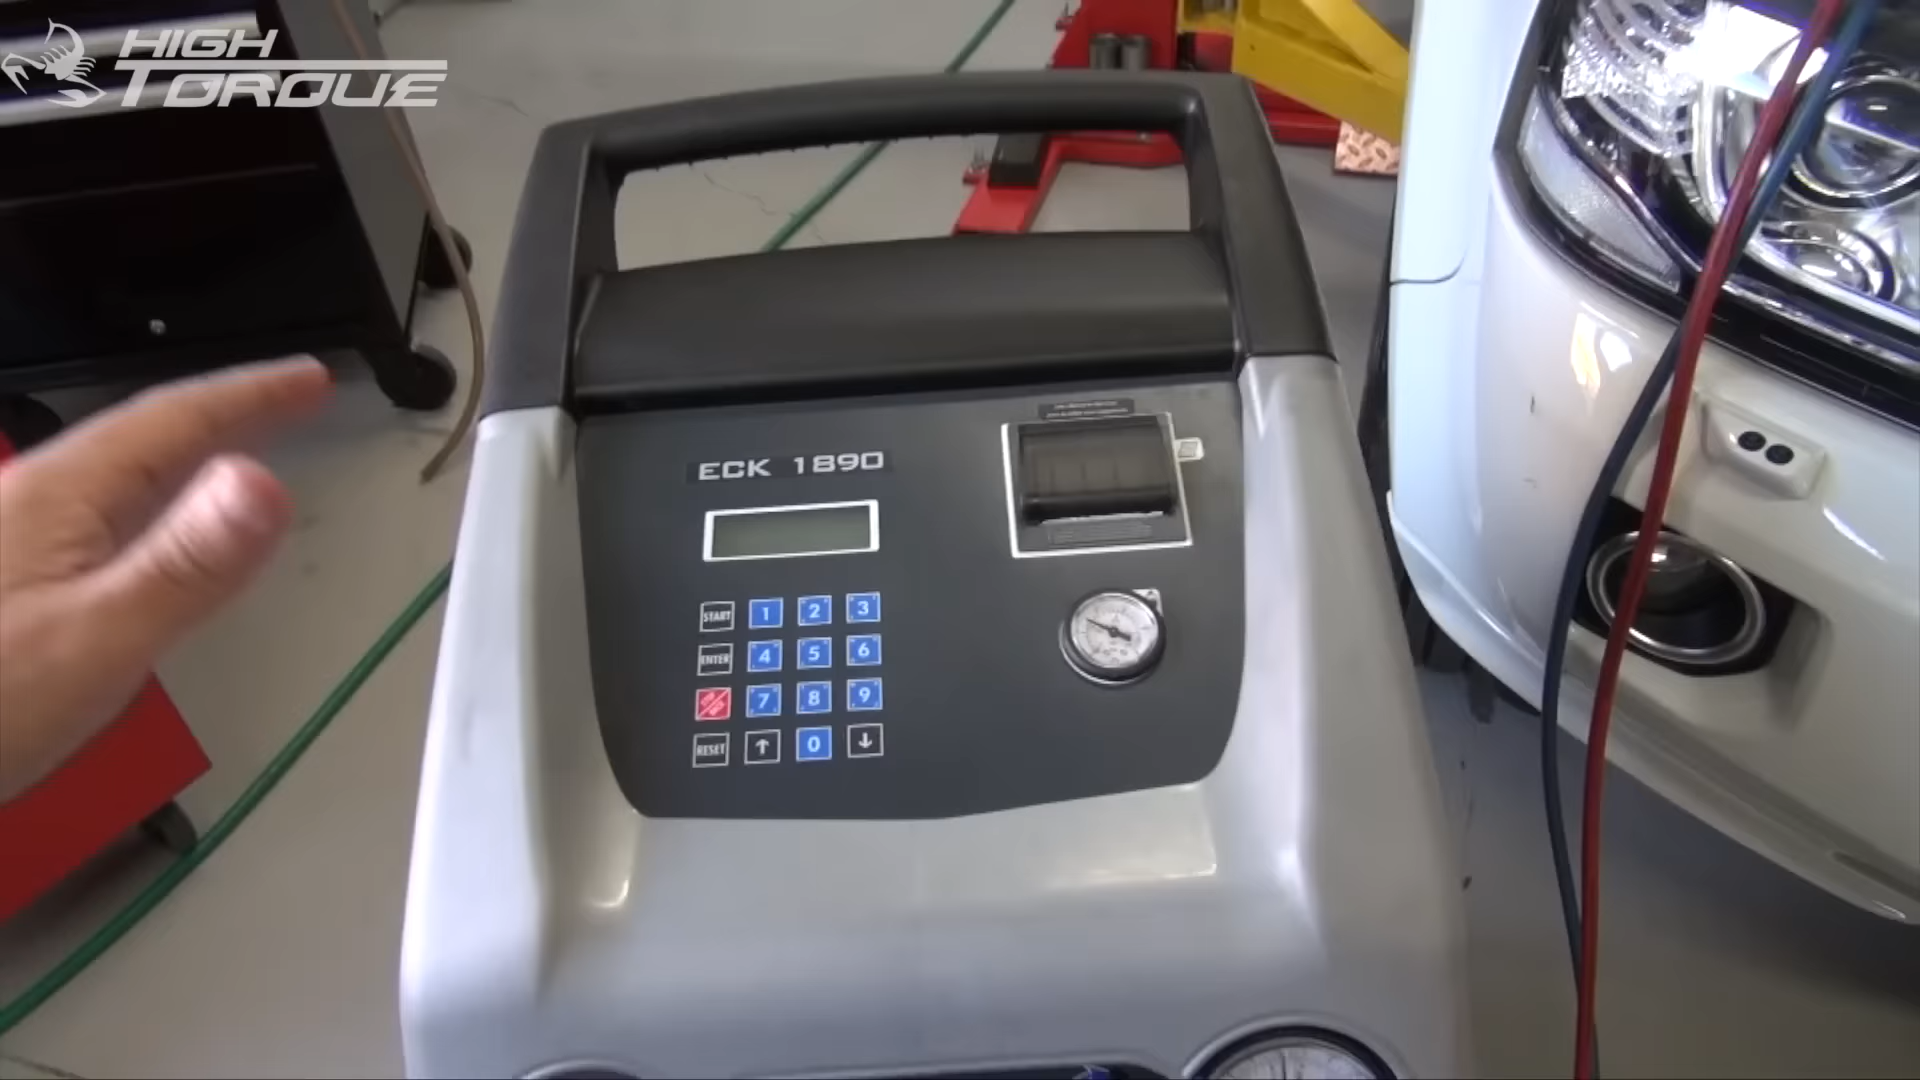 HIGH
TORQUE
ECK 1890
START 1 2 3
ENTER 4 5 6
7 8 9
RESET ↑ 0 ↓